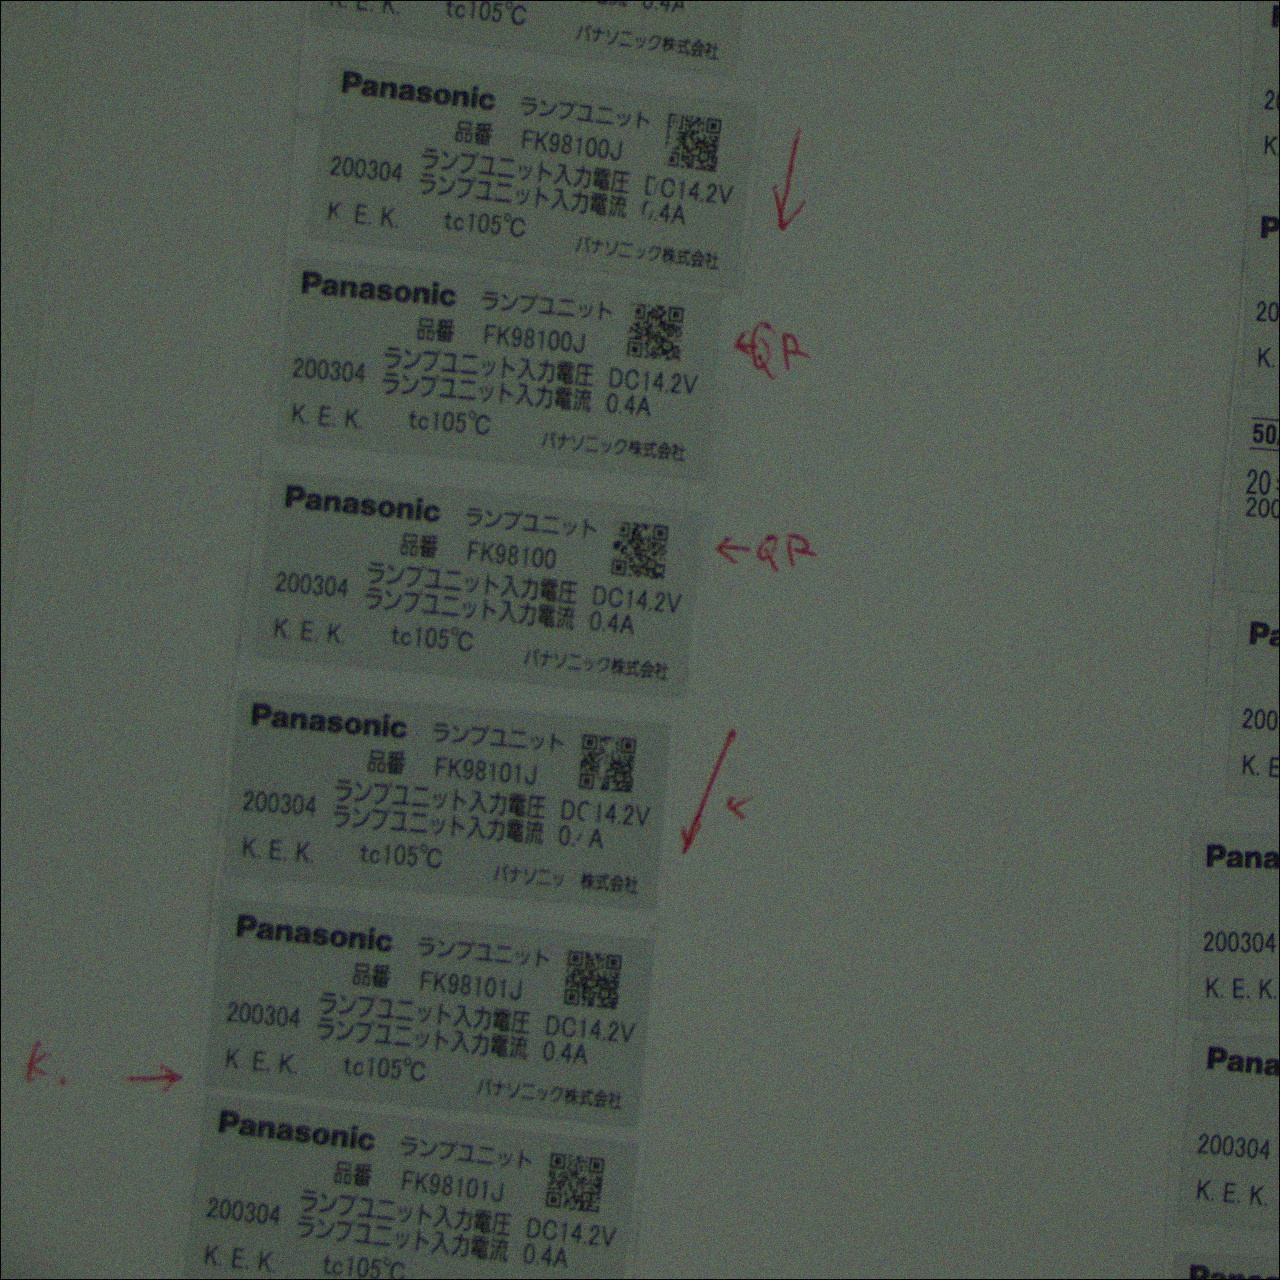 K. E. K. tc105℃ 0.4A
パナソニック株式会社
Panasonic ランプユニット
品番 FK98100J
ランプユニット入力電圧 DC14.2V
200304 ランプユニット入力電流 0.4A
K E. K. tc105℃
パナソニック株式会社
Panasonic ランプユニット
品番 FK98100J
ランプユニット入力電圧 DC14.2V
200304 ランプユニット入力電流 0.4A
K. E. K. tc105℃
パナソニック株式会社
←QR
Panasonic ランプユニット
品番 FK98100
ランプユニット入力電圧 DC14.2V
200304 ランプユニット入力電流 0.4A
K. E. K. tc105℃
パナソニック株式会社
←QR
Panasonic ランプユニット
品番 FK98101J
ランプユニット入力電圧 DC14.2V
200304 ランプユニット入力電流 0. A
K. E. K. tc105℃
パナソニッ 株式会社
Panasonic ランプユニット
品番 FK98101J
ランプユニット入力電圧 DC14.2V
200304 ランプユニット入力電流 0.4A
K E. K. tc105℃
パナソニック株式会社
K. →
Panasonic ランプユニット
品番 FK98101J
ランプユニット入力電圧 DC14.2V
200304 ランプユニット入力電流 0.4A
K. E. K. tc105℃
50
200304
K. E. K.
200304
K. E. K.